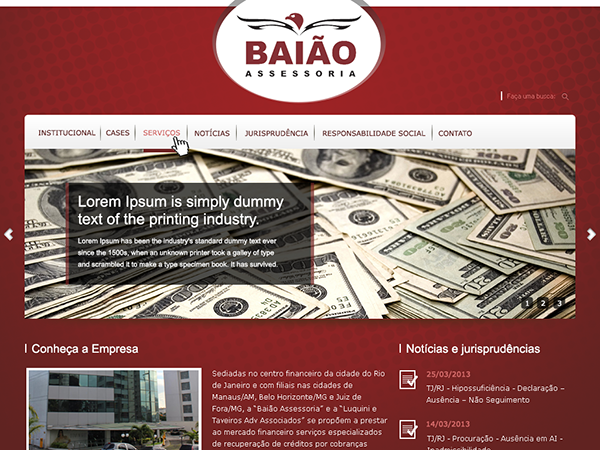 BAIÃO
ASSESSORIA
Faça uma busca:
INSTITUCIONAL CASES SERVIÇOS NOTÍCIAS JURISPRUDÊNCIA RESPONSABILIDADE SOCIAL CONTATO
Lorem Ipsum is simply dummy
text of the printing industry.
Lorem Ipsum has been the industry's standard dummy text ever
since the 1500s, when an unknown printer took a galley of type
and scrambled it to make a type specimen book. It has survived.
1 2 3
Conheça a Empresa
Sediadas no centro financeiro da cidade do Rio
de Janeiro e com filiais nas cidades de
Manaus/AM, Belo Horizonte/MG e Juiz de
Fora/MG, a "Baião Assessoria" e a "Luquini e
Taveiros Adv Associados" se propõem a prestar
ao mercado financeiro serviços especializados
de recuperação de créditos por cobranças
Notícias e jurisprudências
25/03/2013
TJ/RJ - Hipossuficiência - Declaração –
Ausência – Não Seguimento
14/03/2013
TJ/RJ - Procuração - Ausência em AI -